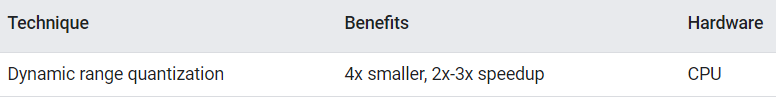 Technique Benefits Hardware
Dynamic range quantization 4x smaller, 2x-3x speedup CPU